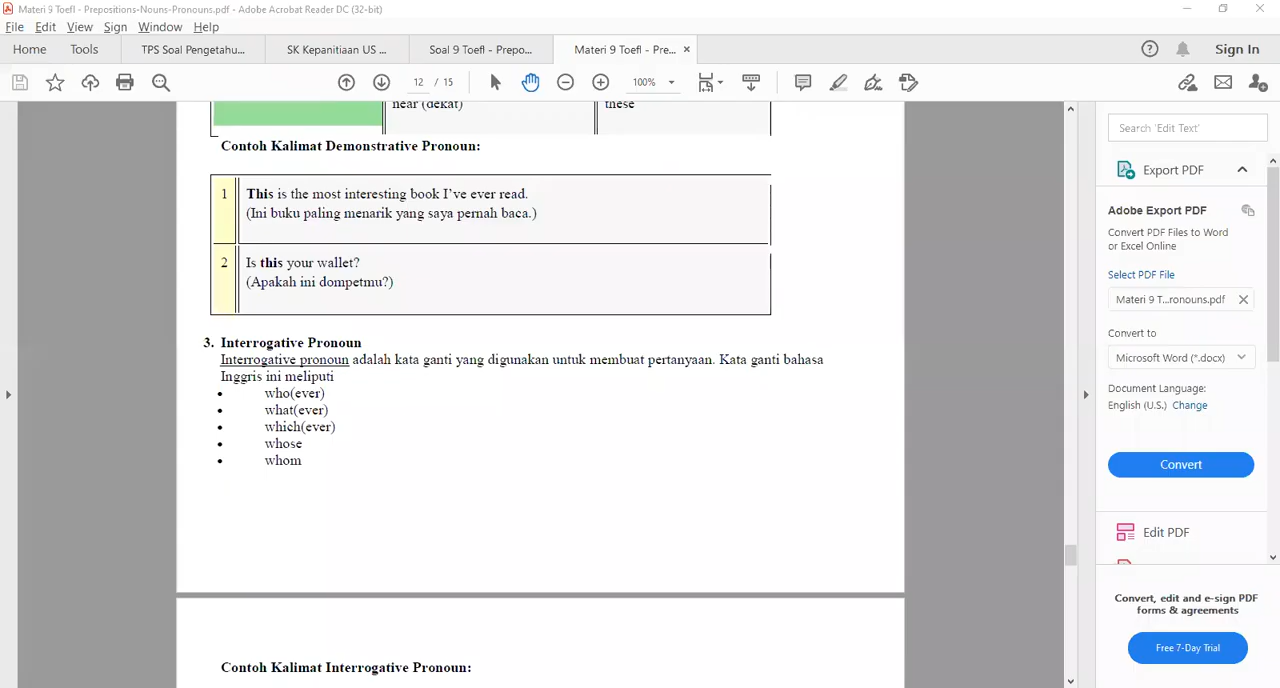 Materi 9 Toefl - Prepositions-Nouns-Pronouns.pdf - Adobe Acrobat Reader DC (32-bit)
File Edit View Sign Window Help
Home Tools TPS Soal Pengetahu... SK Kepanitiaan US ... Soal 9 Toefl - Prepo... Materi 9 Toefl - Pre... × Sign In
12 / 15 100%
near (dekat) these
Contoh Kalimat Demonstrative Pronoun:
1 This is the most interesting book I've ever read.
(Ini buku paling menarik yang saya pernah baca.)
2 Is this your wallet?
(Apakah ini dompetmu?)
3. Interrogative Pronoun
Interrogative pronoun adalah kata ganti yang digunakan untuk membuat pertanyaan. Kata ganti bahasa
Inggris ini meliputi
• who(ever)
• what(ever)
• which(ever)
• whose
• whom
Contoh Kalimat Interrogative Pronoun:
Search 'Edit Text'
Export PDF
Adobe Export PDF
Convert PDF Files to Word
or Excel Online
Select PDF File
Materi 9 T...ronouns.pdf
Convert to
Microsoft Word (*.docx)
Document Language:
English (U.S.) Change
Convert
Edit PDF
Convert, edit and e-sign PDF
forms & agreements
Free 7-Day Trial